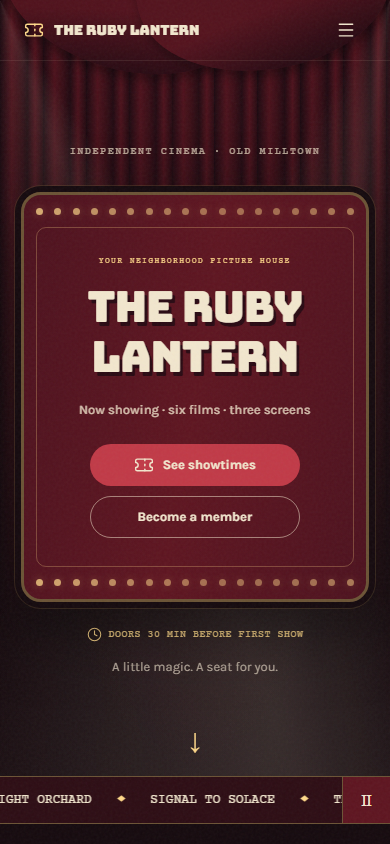 THE RUBY LANTERN
INDEPENDENT CINEMA · OLD MILLTOWN
YOUR NEIGHBORHOOD PICTURE HOUSE
THE RUBY
LANTERN
Now showing · six films · three screens
See showtimes
Become a member
DOORS 30 MIN BEFORE FIRST SHOW
A little magic. A seat for you.
↓
IGHT ORCHARD ◆ SIGNAL TO SOLACE ◆